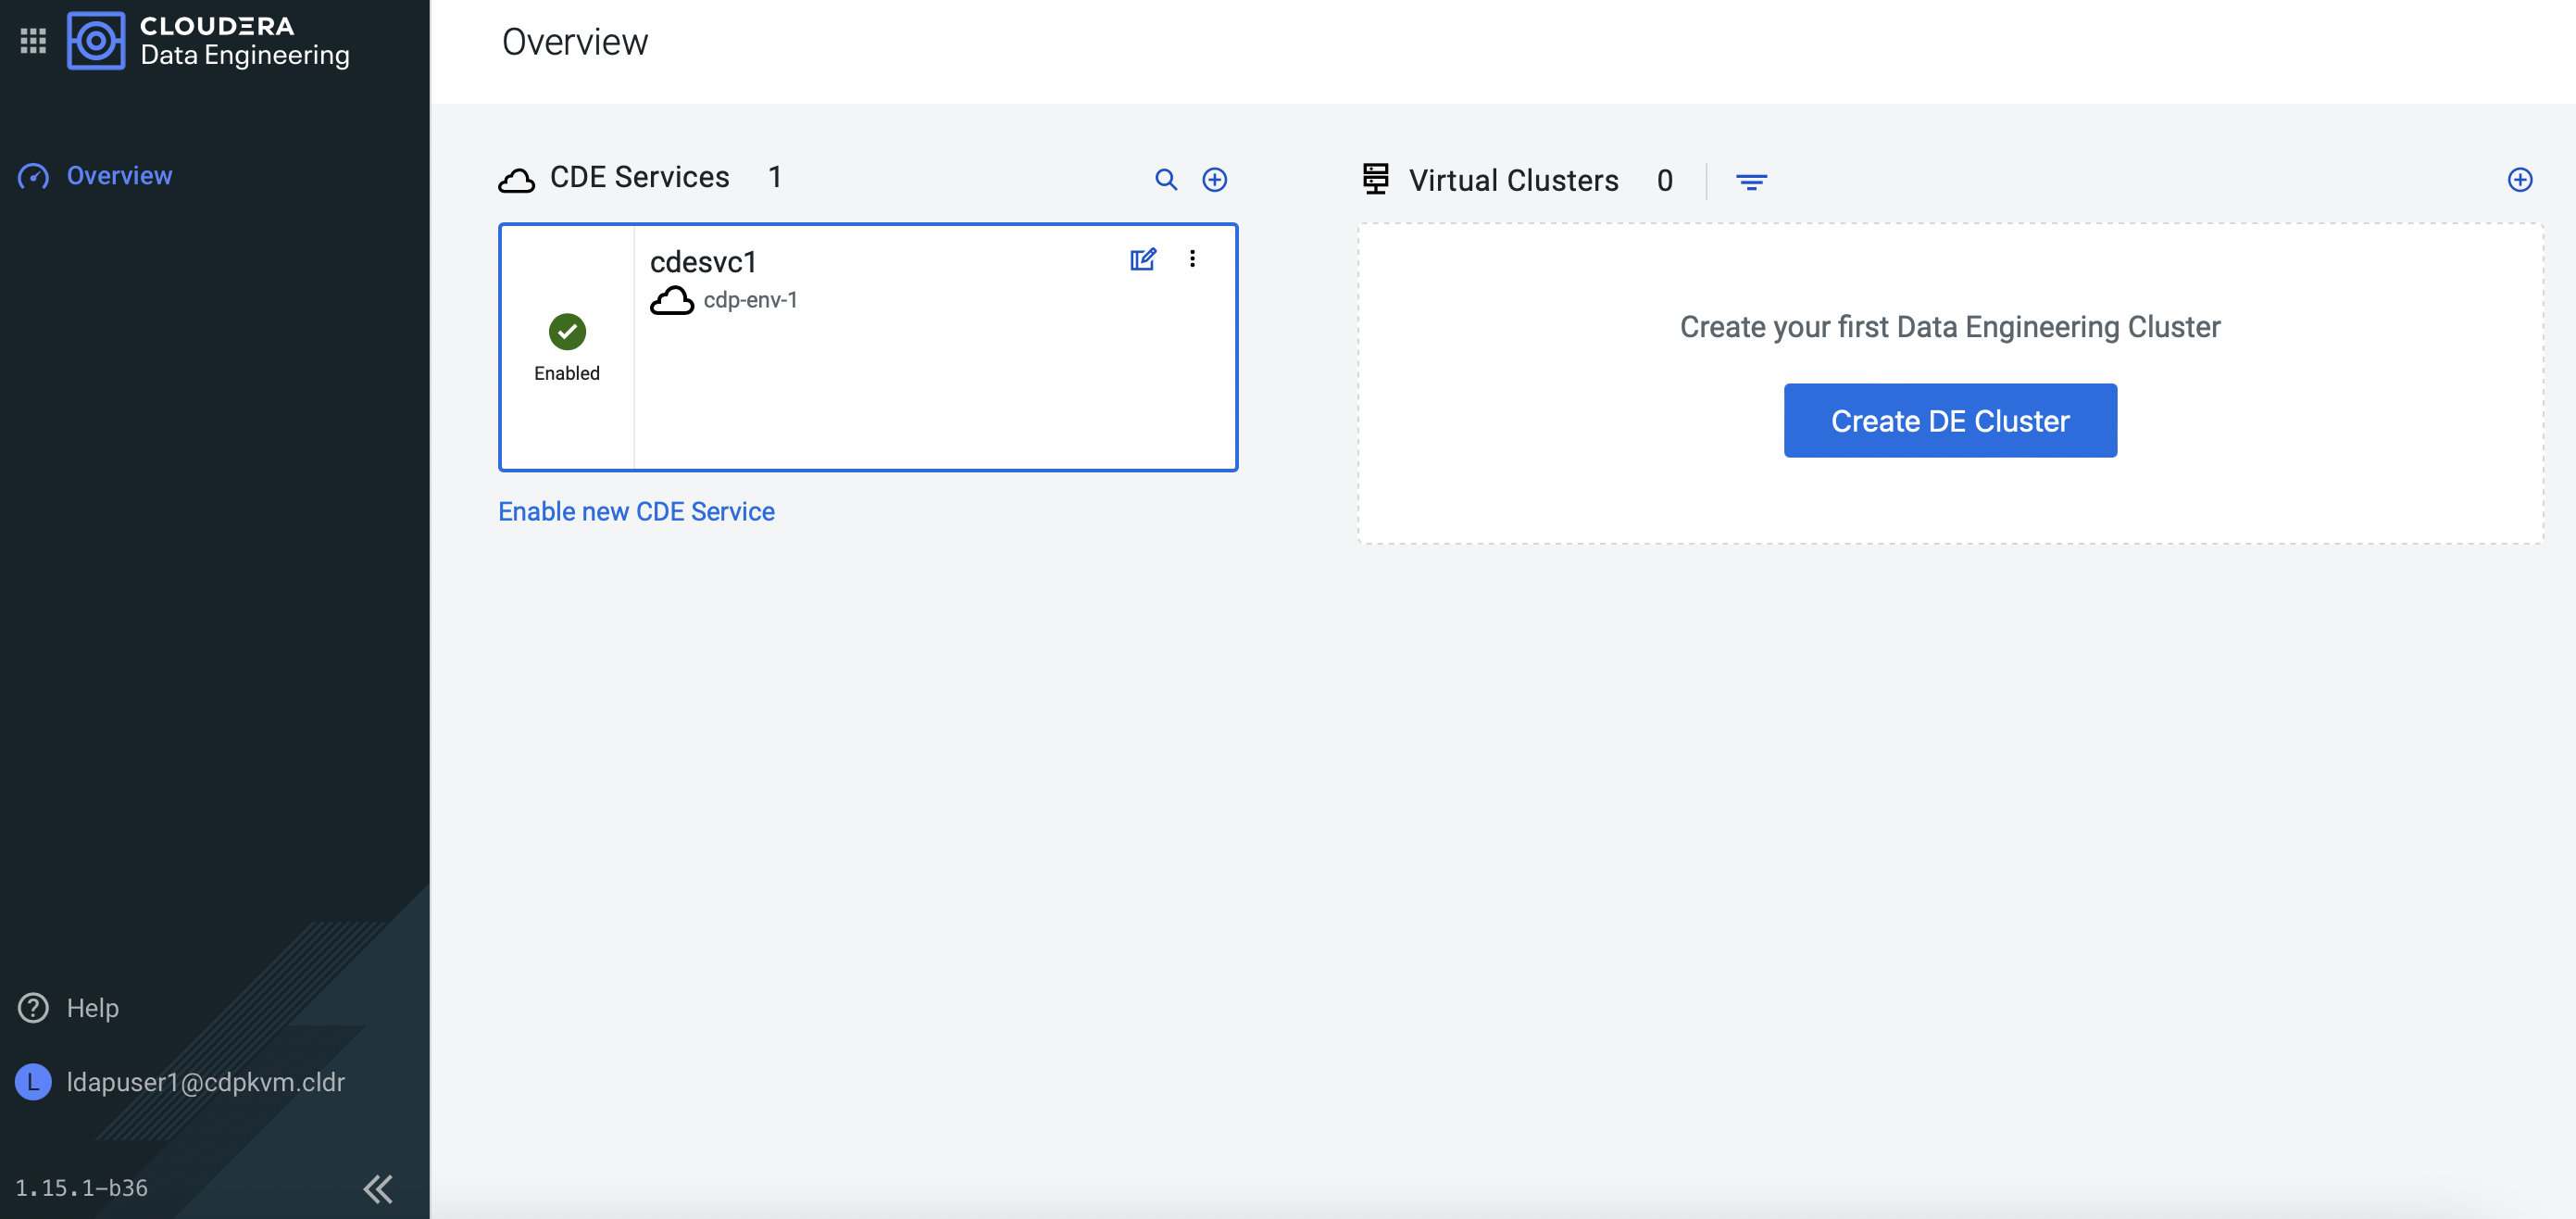 CLOUDERA
Data Engineering
Overview
Help
L
ldapuser1@cdpkvm.cldr
1.15.1-b36
Overview
CDE Services 1
cdesvc1
cdp-env-1
Enabled
Enable new CDE Service
Virtual Clusters 0
Create your first Data Engineering Cluster
Create DE Cluster